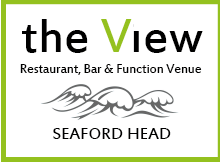 the View
Restaurant, Bar & Function Venue
SEAFORD HEAD